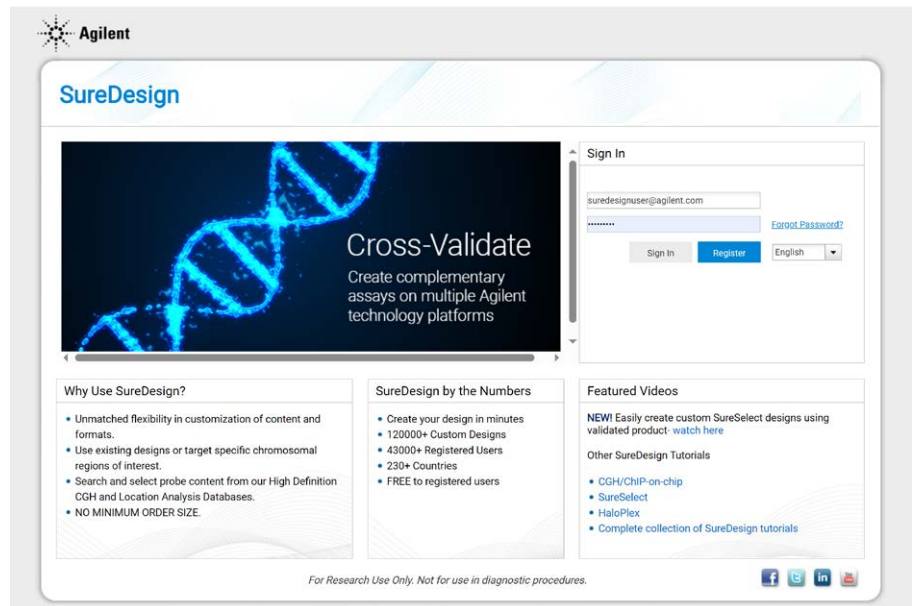 Agilent
SureDesign
Cross-Validate
Create complementary
assays on multiple Agilent
technology platforms
Sign In
suredesignuser@agilent.com
•••••••••
Forgot Password?
Sign In
Register
English
Why Use SureDesign?
• Unmatched flexibility in customization of content and
formats.
• Use existing designs or target specific chromosomal
regions of interest.
• Search and select probe content from our High Definition
CGH and Location Analysis Databases.
• NO MINIMUM ORDER SIZE.
SureDesign by the Numbers
• Create your design in minutes
• 120000+ Custom Designs
• 43000+ Registered Users
• 230+ Countries
• FREE to registered users
Featured Videos
NEW! Easily create custom SureSelect designs using
validated product- watch here
Other SureDesign Tutorials
• CGH/ChIP-on-chip
• SureSelect
• HaloPlex
• Complete collection of SureDesign tutorials
For Research Use Only. Not for use in diagnostic procedures.